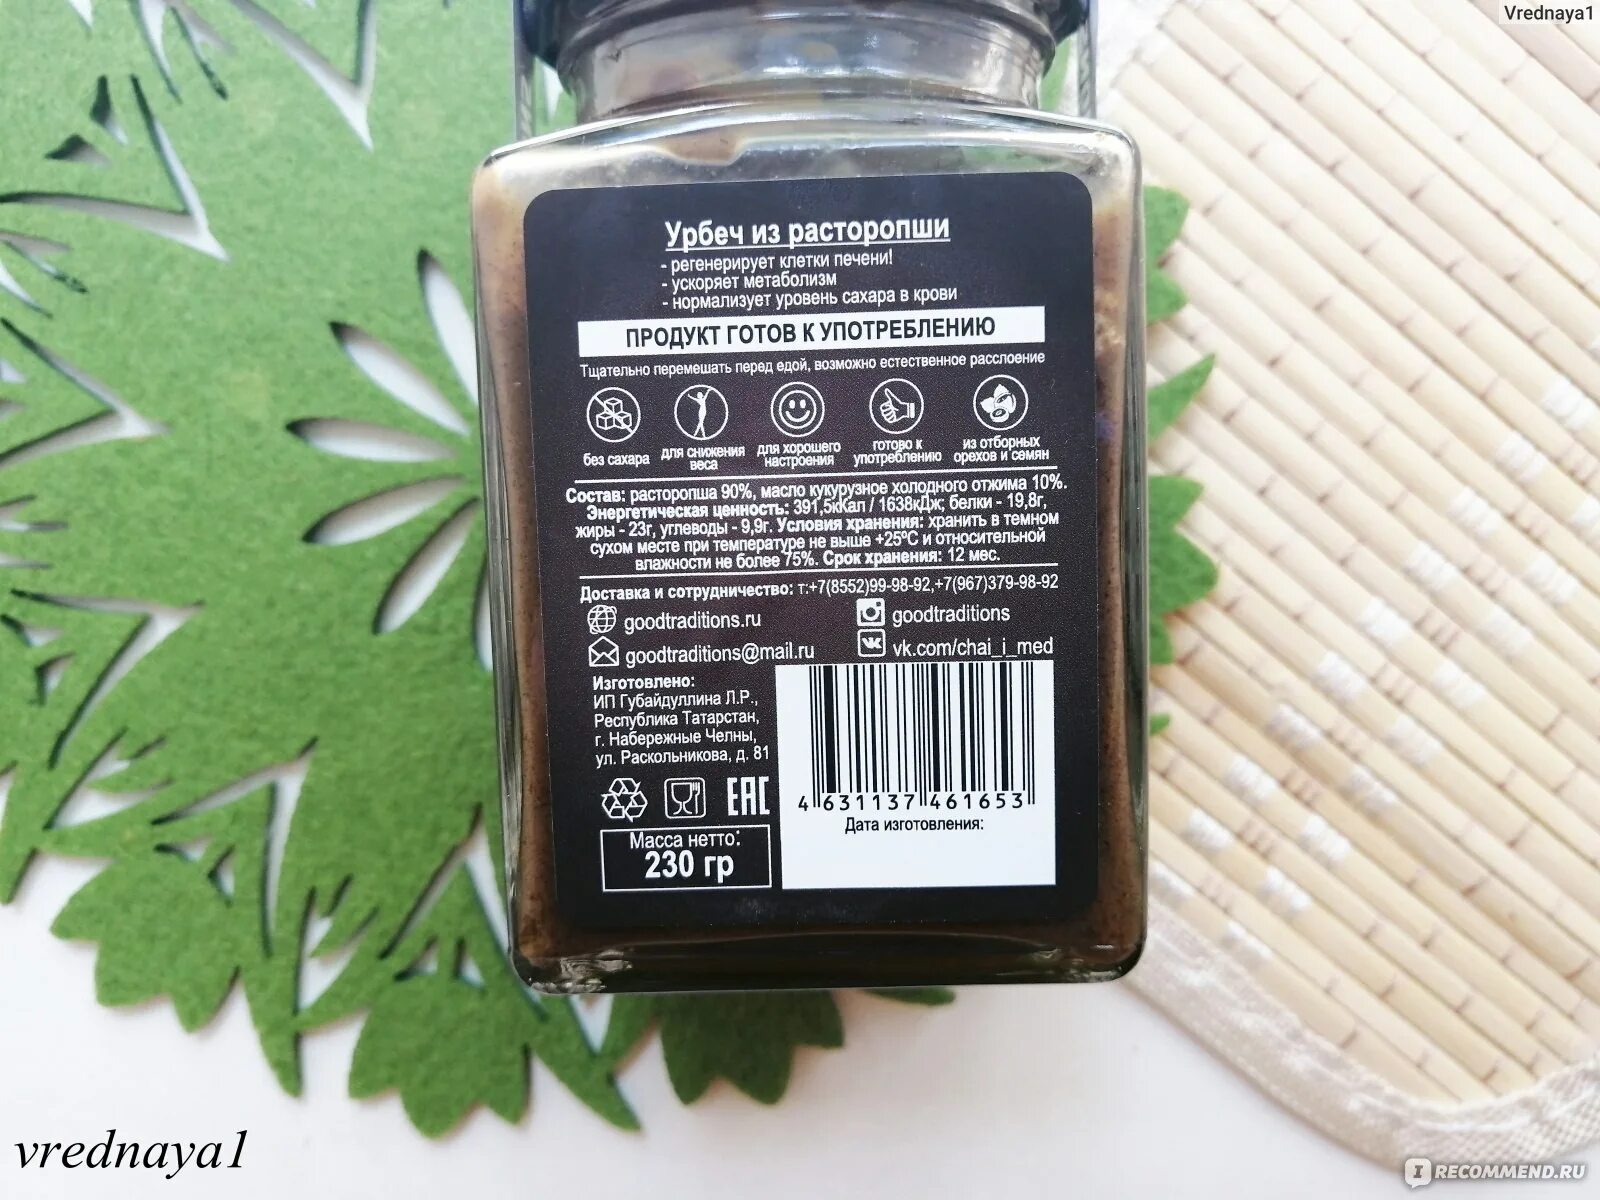 Vrednaya1
Урбеч из расторопши
- регенерирует клетки печени!
- ускоряет метаболизм
- нормализует уровень сахара в крови
ПРОДУКТ ГОТОВ К УПОТРЕБЛЕНИЮ
Тщательно перемешать перед едой, возможно естественное расслоение
без сахара
для снижения
веса
для хорошего
настроения
готово к
употреблению
из отборных
орехов и семян
Состав: расторопша 90%, масло кукурузное холодного отжима 10%.
Энергетическая ценность: 391,5кКал / 1638кДж; белки - 19,8г,
жиры - 23г, углеводы - 9,9г. Условия хранения: хранить в темном
сухом месте при температуре не выше +25ºС и относительной
влажности не более 75%. Срок хранения: 12 мес.
Доставка и сотрудничество: т:+7(8552)99-98-92,+7(967)379-98-92
goodtraditions.ru
goodtraditions
goodtraditions@mail.ru
vk.com/chai_i_med
Изготовлено:
ИП Губайдуллина Л.Р.,
Республика Татарстан,
г. Набережные Челны,
ул. Раскольникова, д. 81
EAC
Масса нетто:
230 гр
4 631137 461653
Дата изготовления:
vrednaya1
IRECOMMEND.RU